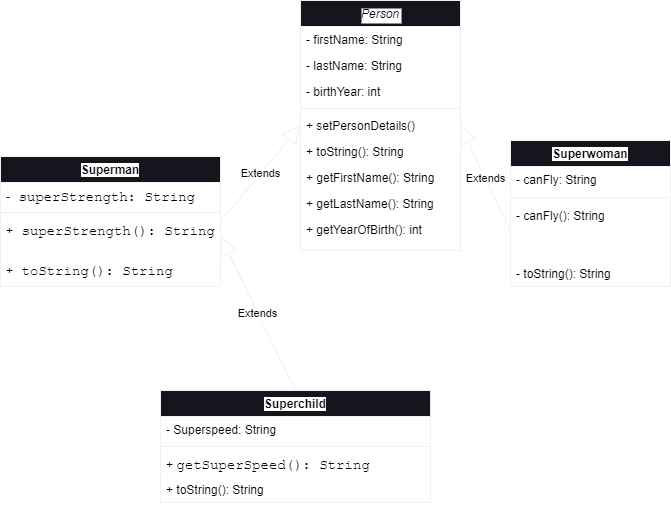 Person
- firstName: String
- lastName: String
- birthYear: int
+ setPersonDetails()
+ toString(): String
+ getFirstName(): String
+ getLastName(): String
+ getYearOfBirth(): int
Superman
- superStrength: String
+ superStrength(): String
+ toString(): String
Extends
Extends
Superwoman
- canFly: String
- canFly(): String
- toString(): String
Extends
Superchild
- Superspeed: String
+ getSuperSpeed(): String
+ toString(): String